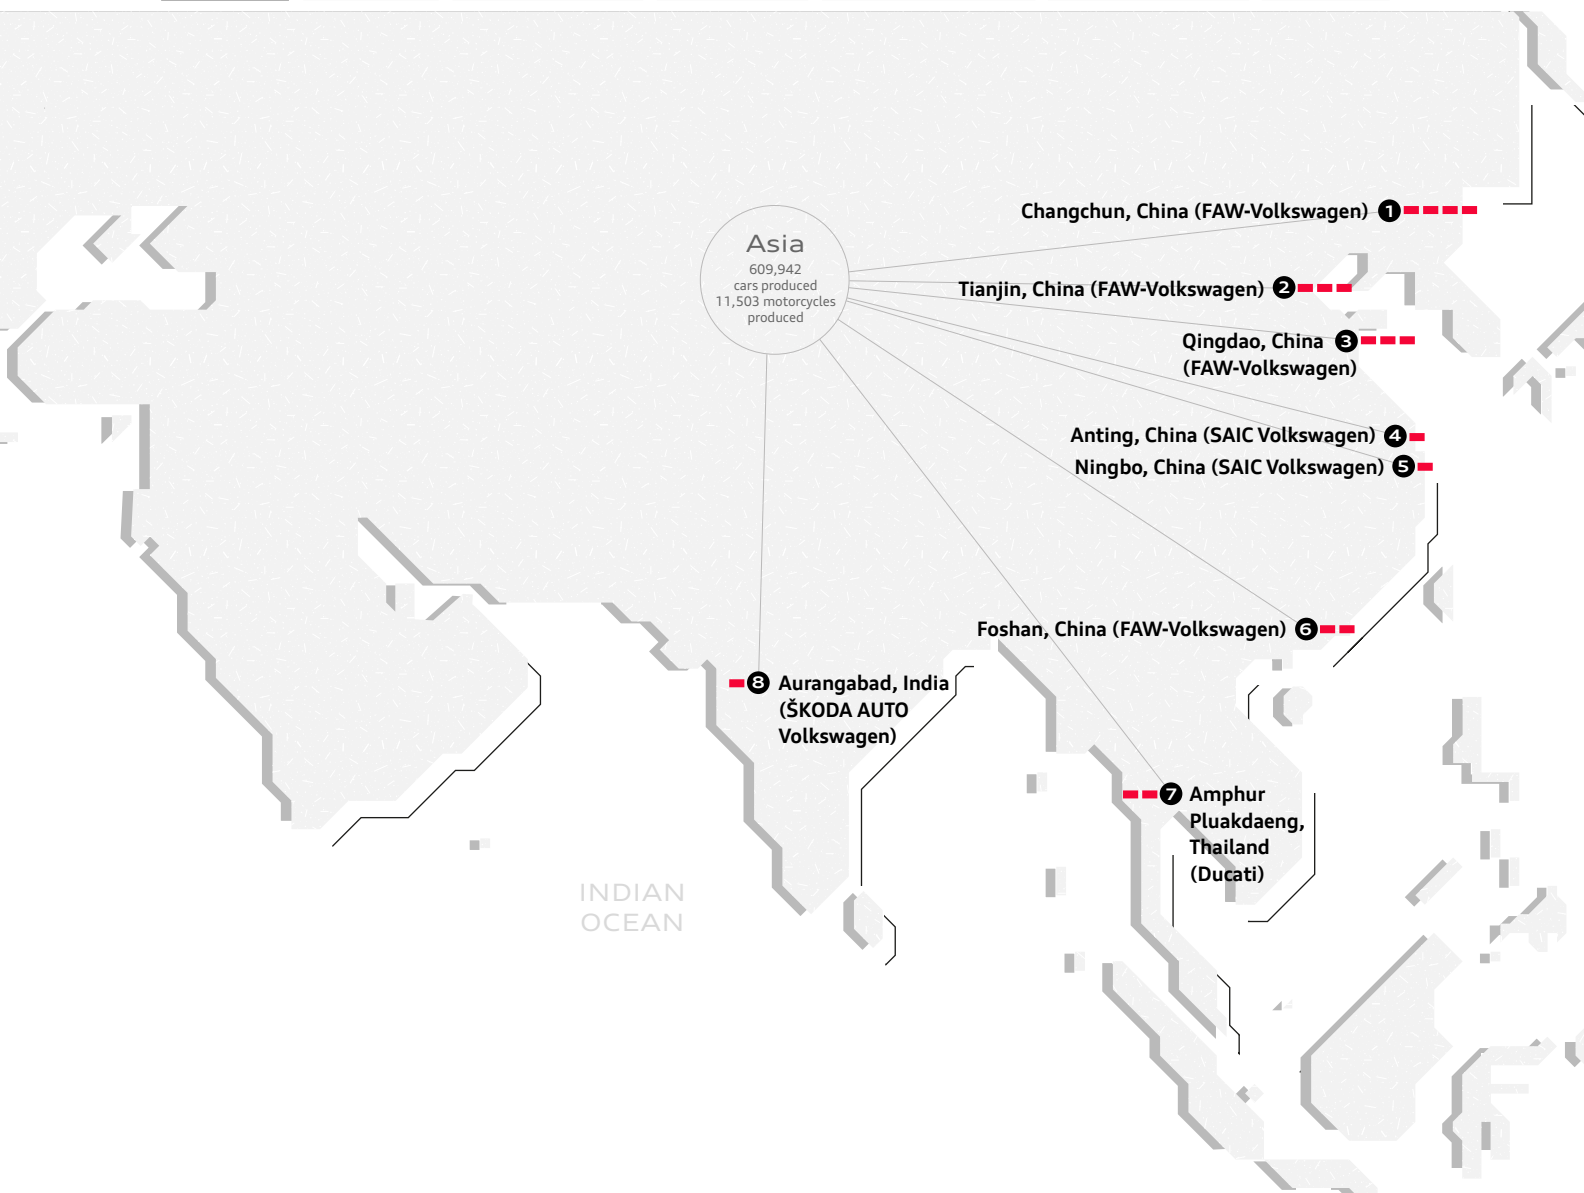 Changchun, China (FAW-Volkswagen) 1
Asia
609,942
cars produced
11,503 motorcycles
produced
Tianjin, China (FAW-Volkswagen) 2
Qingdao, China 3
(FAW-Volkswagen)
Anting, China (SAIC Volkswagen) 4
Ningbo, China (SAIC Volkswagen) 5
Foshan, China (FAW-Volkswagen) 6
8 Aurangabad, India
(ŠKODA AUTO
Volkswagen)
7 Amphur
Pluakdaeng,
Thailand
(Ducati)
INDIAN
OCEAN